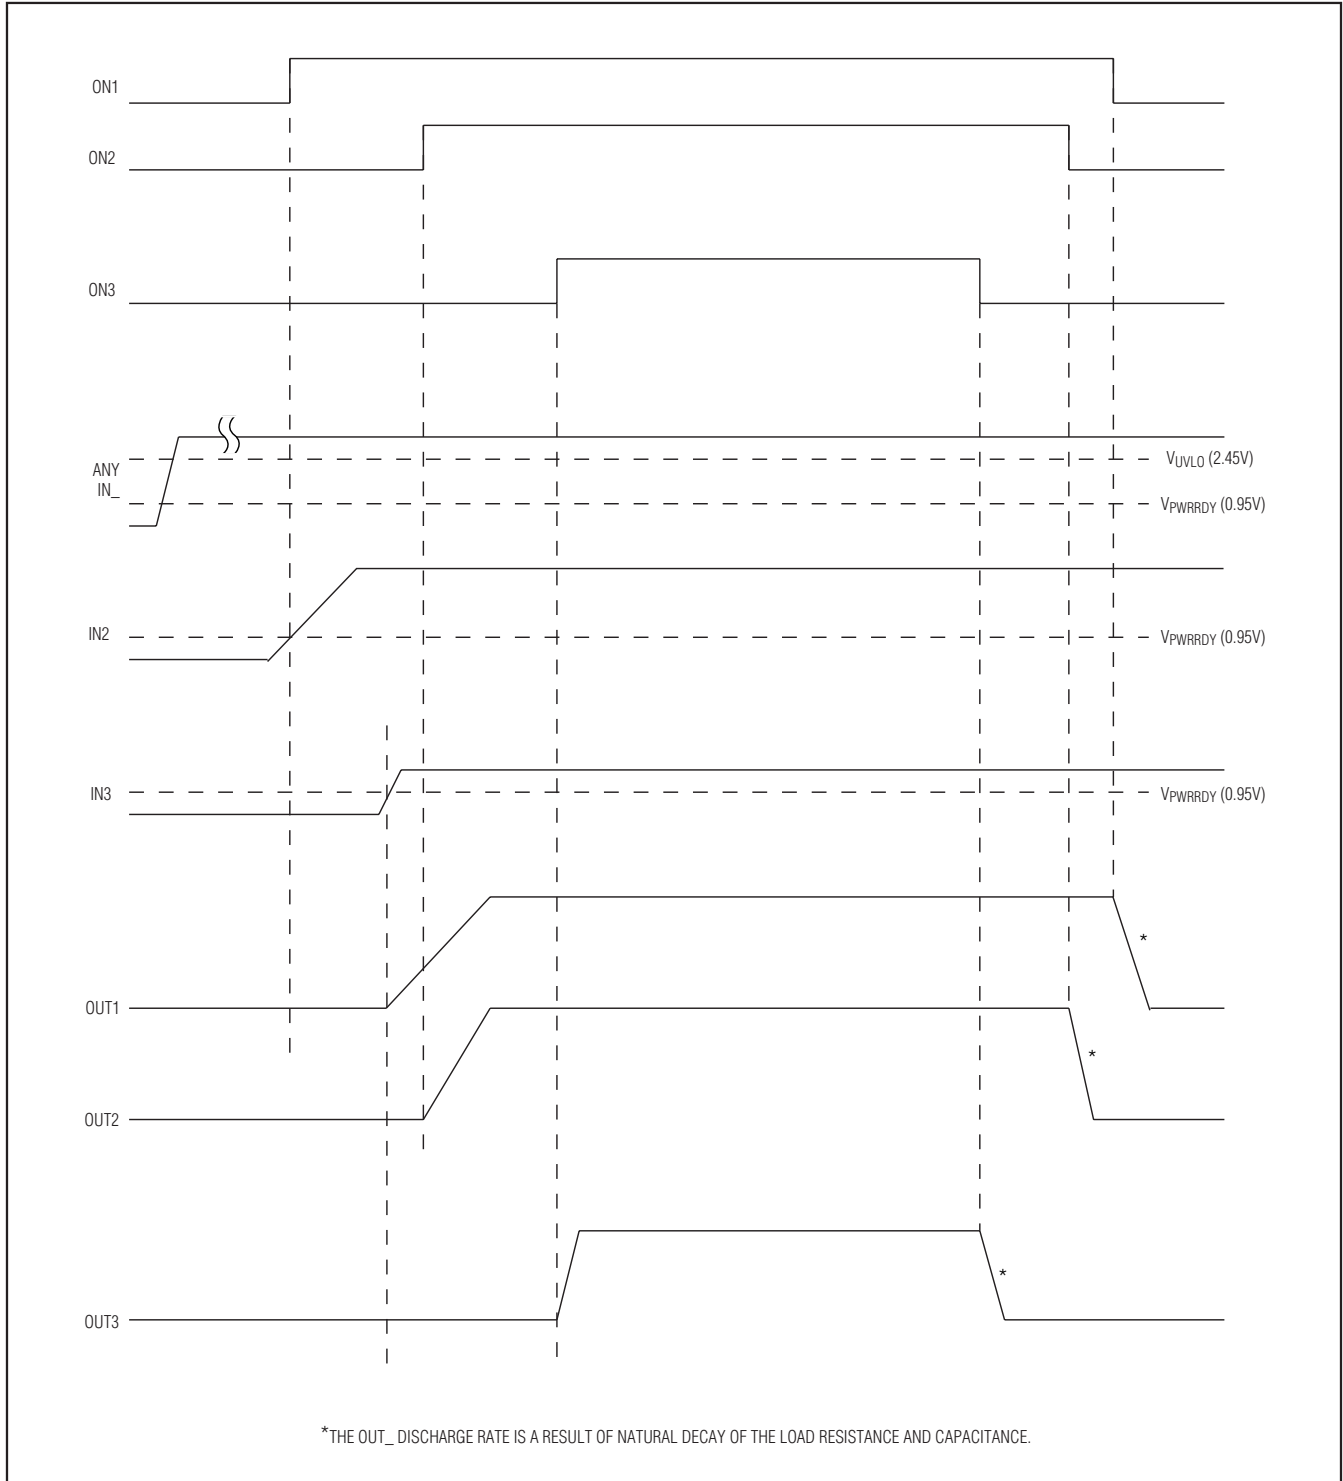 ON1
ON2
ON3
ANY
IN_
VUVLO (2.45V)
VPWRRDY (0.95V)
IN2
VPWRRDY (0.95V)
IN3
VPWRRDY (0.95V)
OUT1
*
OUT2
*
OUT3
*
*THE OUT_ DISCHARGE RATE IS A RESULT OF NATURAL DECAY OF THE LOAD RESISTANCE AND CAPACITANCE.